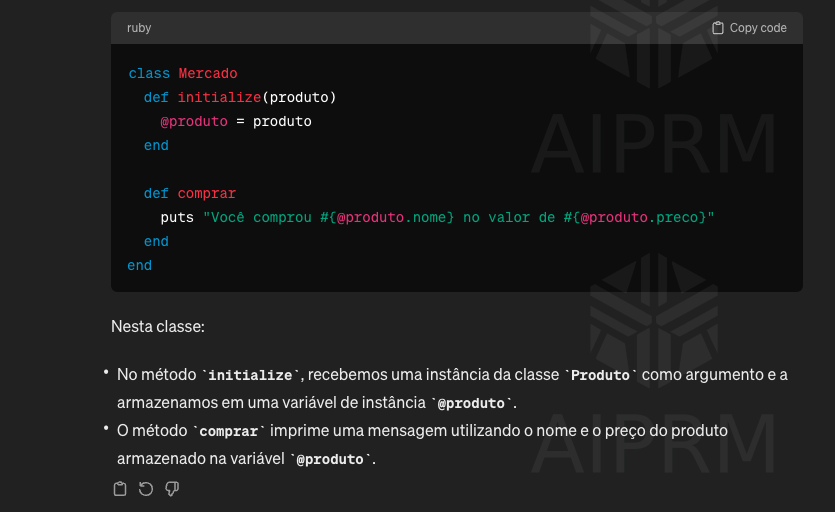 ruby Copy code
class Mercado
  def initialize(produto)
    @produto = produto
  end

  def comprar
    puts "Você comprou #{@produto.nome} no valor de #{@produto.preco}"
  end
end
Nesta classe:
• No método `initialize`, recebemos uma instância da classe `Produto` como argumento e a
armazenamos em uma variável de instância `@produto`.
• O método `comprar` imprime uma mensagem utilizando o nome e o preço do produto
armazenado na variável `@produto`.
AIPRM
AIPRM